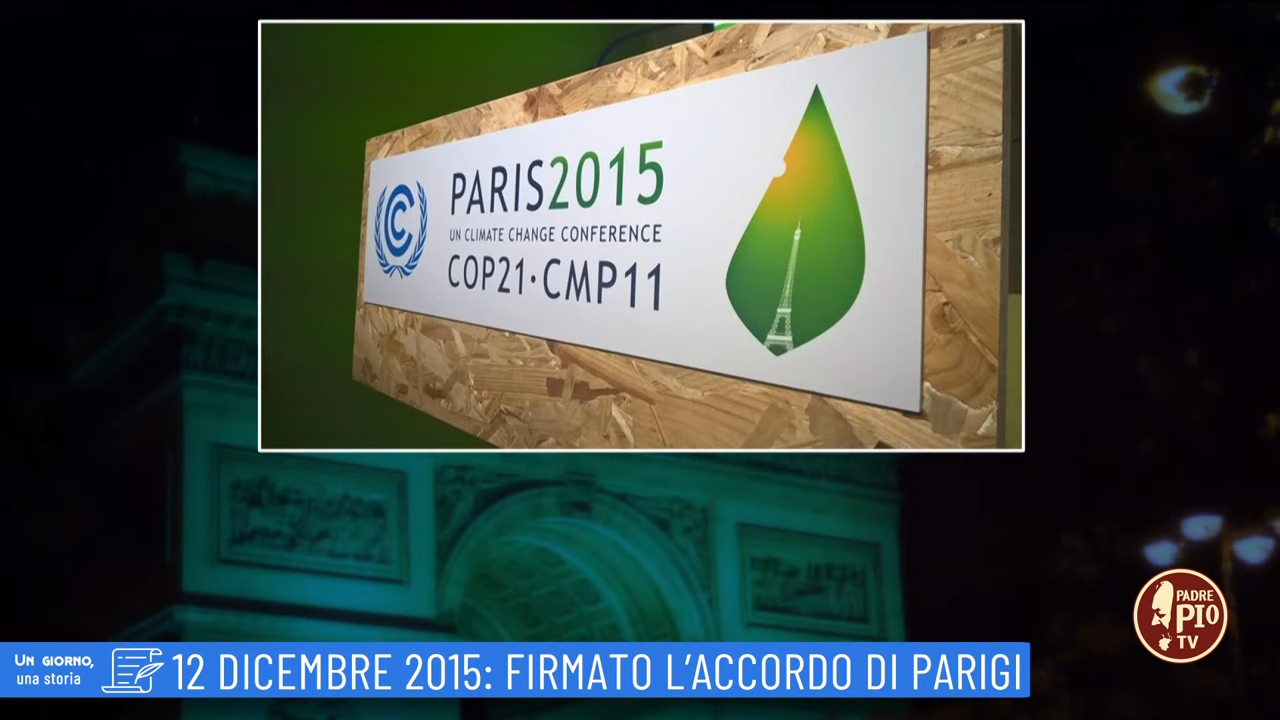 PARIS2015
UN CLIMATE CHANGE CONFERENCE
COP21·CMP11
PADRE
PIO
TV
UN GIORNO,
una storia
12 DICEMBRE 2015: FIRMATO L'ACCORDO DI PARIGI